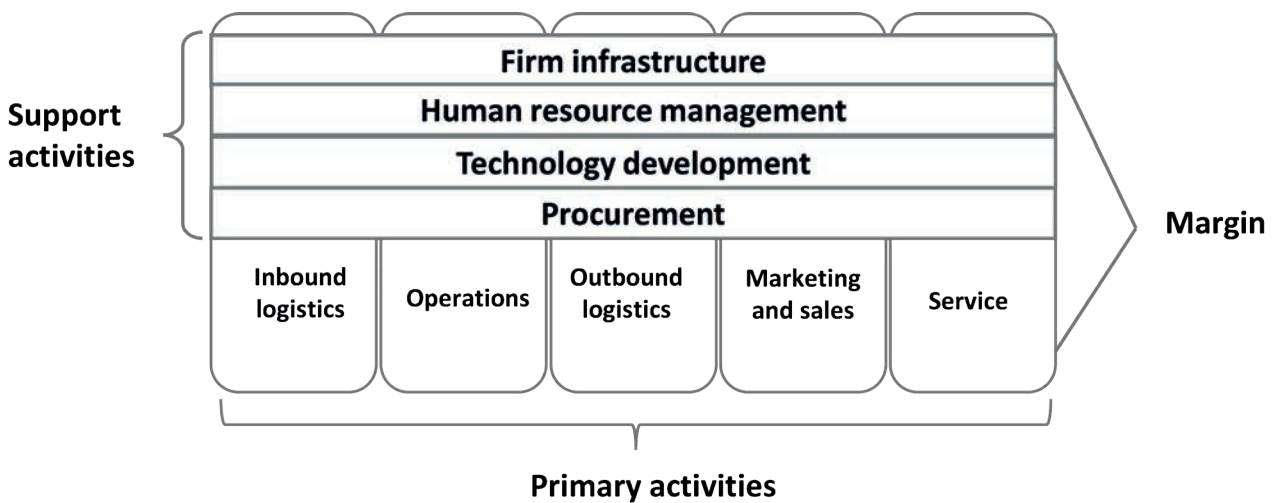 Firm infrastructure
Support
activities
Human resource management
Technology development
Procurement
Margin
Inbound
logistics
Operations
Outbound
logistics
Marketing
and sales
Service
Primary activities